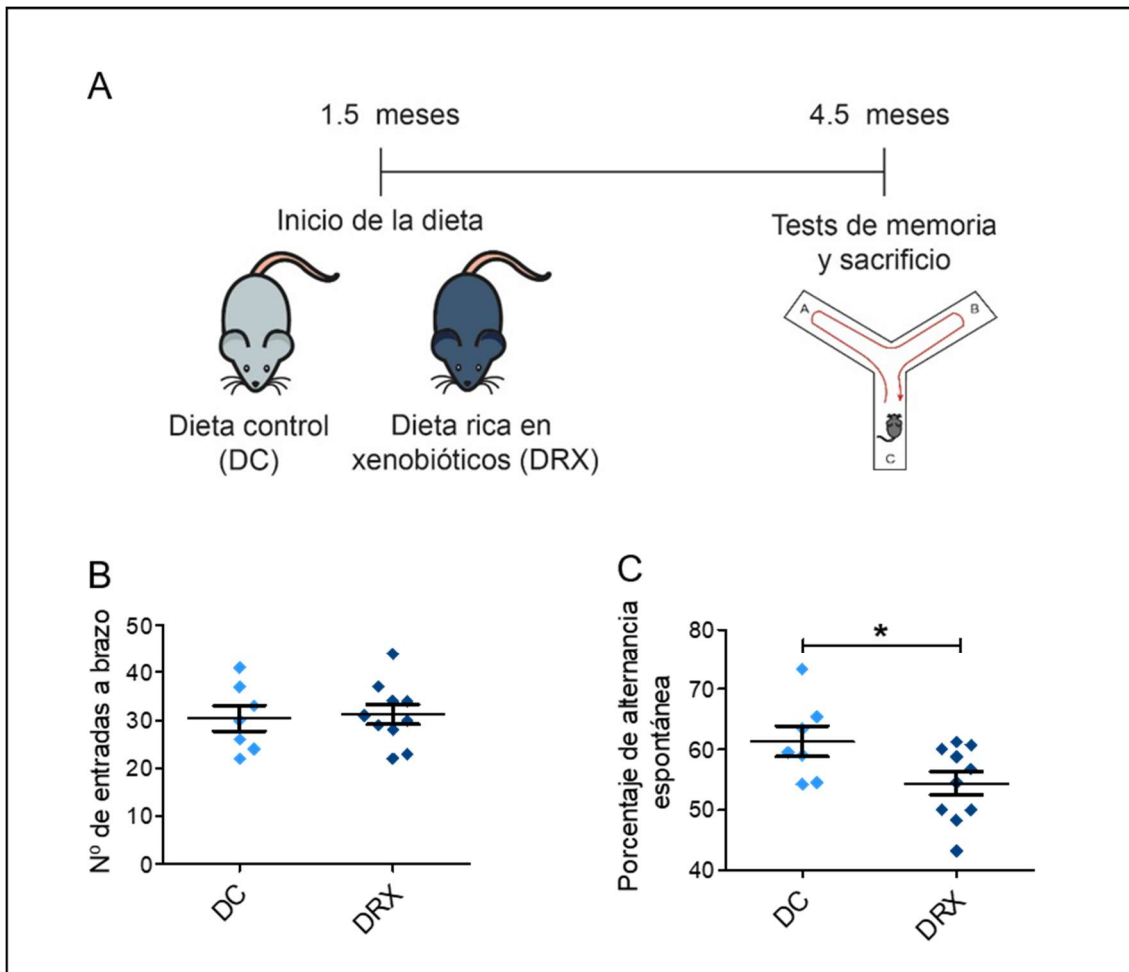 A
1.5 meses
4.5 meses
Inicio de la dieta
Dieta control
(DC)
Dieta rica en
xenobióticos (DRX)
Tests de memoria
y sacrificio
A
B
C
B
Nº de entradas a brazo
50
40
30
20
10
0
DC
DRX
C
Porcentaje de alternancia
espontánea
80
70
60
50
40
*
DC
DRX